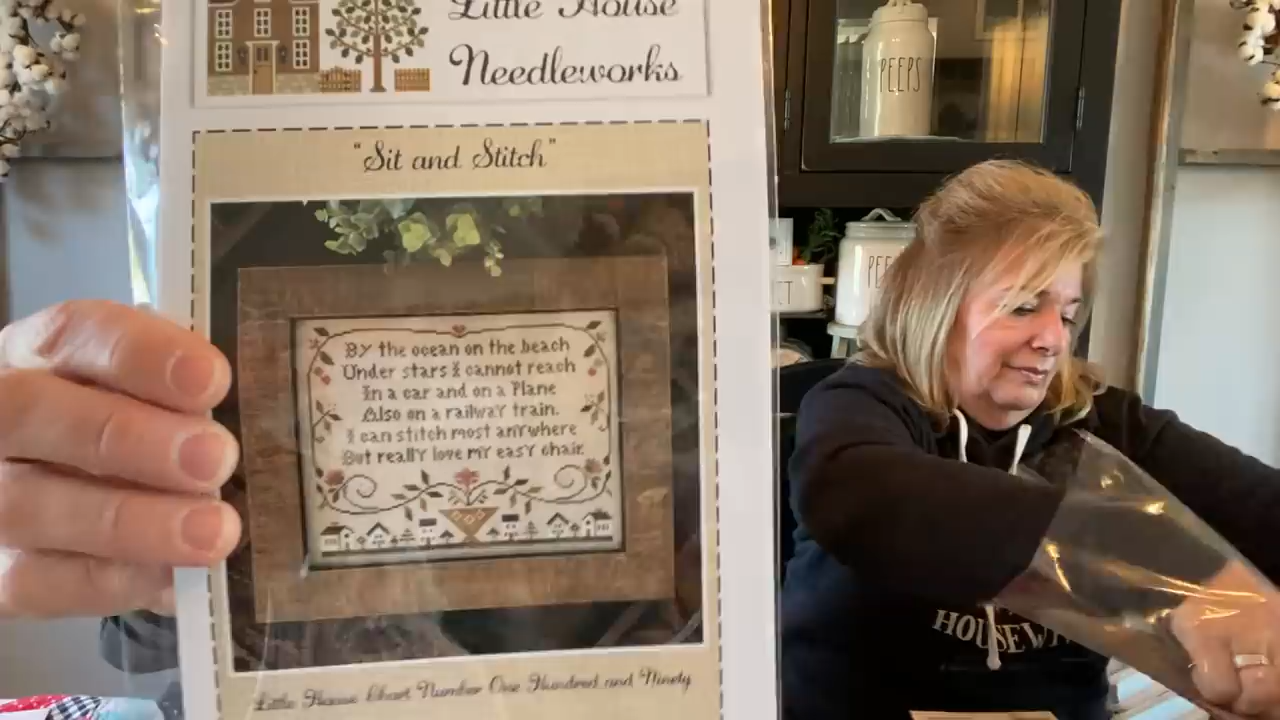 Little House
Needleworks
"Sit and Stitch"
By the ocean on the beach
Under stars I cannot reach
In a car and on a Plane
Also on a railway train.
I can stitch most anywhere
But really love my easy chair.
Little House Chart Number One Hundred and Ninety
PEEPS
HOUSEW